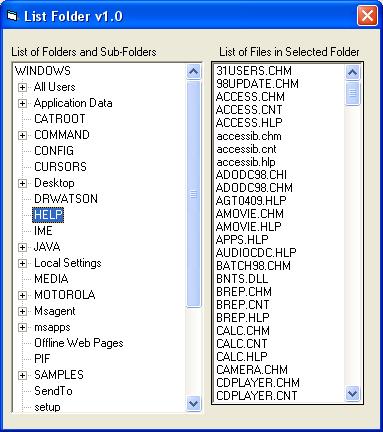 List Folder v1.0
List of Folders and Sub-Folders
WINDOWS
All Users
Application Data
CATROOT
COMMAND
CONFIG
CURSORS
Desktop
DRWATSON
HELP
IME
JAVA
Local Settings
MEDIA
MOTOROLA
Msagent
msapps
Offline Web Pages
PIF
SAMPLES
SendTo
setup
List of Files in Selected Folder
31USERS.CHM
98UPDATE.CHM
ACCESS.CHM
ACCESS.CNT
ACCESS.HLP
accessib.chm
accessib.cnt
accessib.hlp
ADODC98.CHI
ADODC98.CHM
AGT0409.HLP
AMOVIE.CHM
AMOVIE.HLP
APPS.HLP
AUDIOCDC.HLP
BATCH98.CHM
BNTS.DLL
BREP.CHM
BREP.CNT
BREP.HLP
CALC.CHM
CALC.CNT
CALC.HLP
CAMERA.CHM
CDPLAYER.CHM
CDPLAYER.CNT